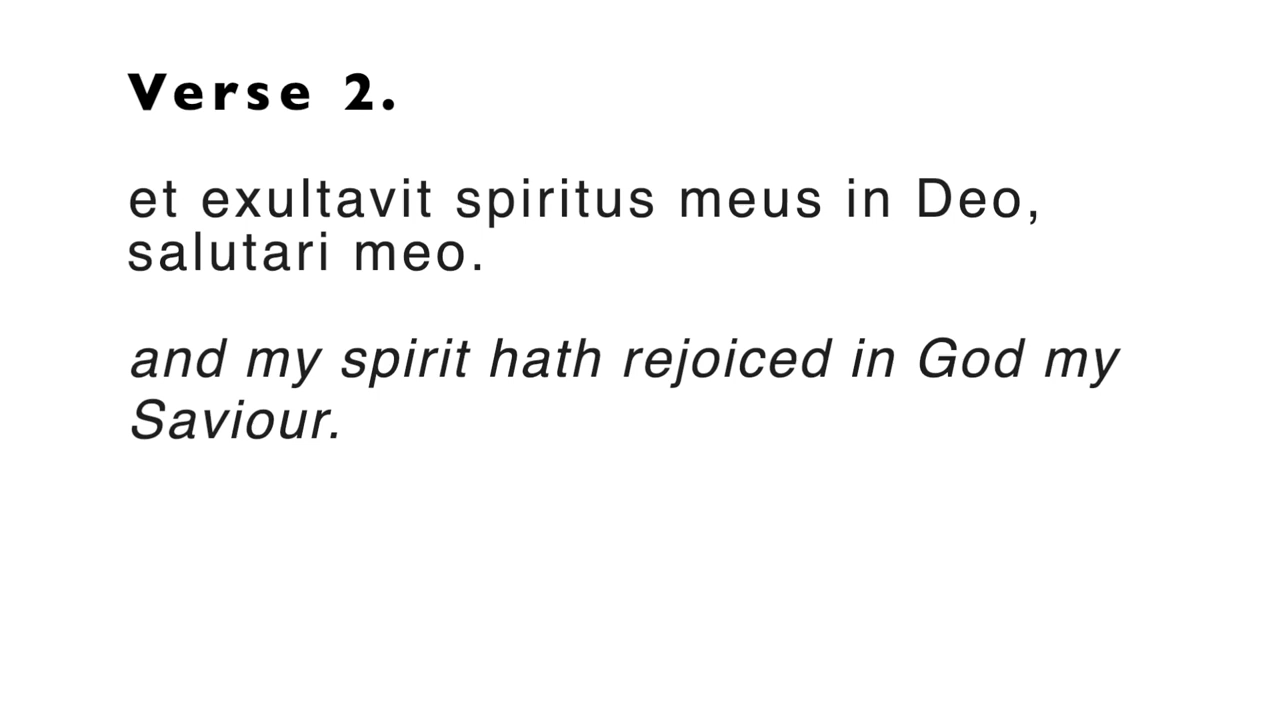 Verse 2.
et exultavit spiritus meus in Deo,
salutari meo.
and my spirit hath rejoiced in God my
Saviour.